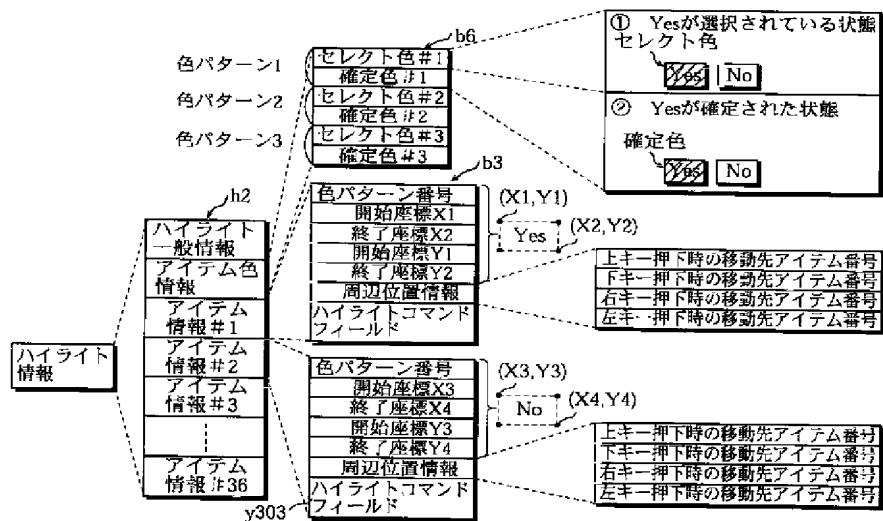 b6
色パターン1
色パターン2
色パターン3
セレクト色#1
確定色#1
セレクト色#2
確定色#2
セレクト色#3
確定色#3
① Yesが選択されている状態
セレクト色
Yes
No
② Yesが確定された状態
確定色
Yes
No
h2
ハイライト
情報
ハイライト
一般情報
アイテム色
情報
アイテム
情報#1
アイテム
情報#2
アイテム
情報#3
アイテム
情報#36
b3
色パターン番号
開始座標X1
終了座標X2
開始座標Y1
終了座標Y2
周辺位置情報
ハイライトコマンド
フィールド
(X1,Y1)
Yes
(X2,Y2)
上キー押下時の移動先アイテム番号
下キー押下時の移動先アイテム番号
右キー押下時の移動先アイテム番号
左キー押下時の移動先アイテム番号
色パターン番号
開始座標X3
終了座標X4
開始座標Y3
終了座標Y4
周辺位置情報
ハイライトコマンド
フィールド
y303
(X3,Y3)
No
(X4,Y4)
上キー押下時の移動先アイテム番号
下キー押下時の移動先アイテム番号
右キー押下時の移動先アイテム番号
左キー押下時の移動先アイテム番号